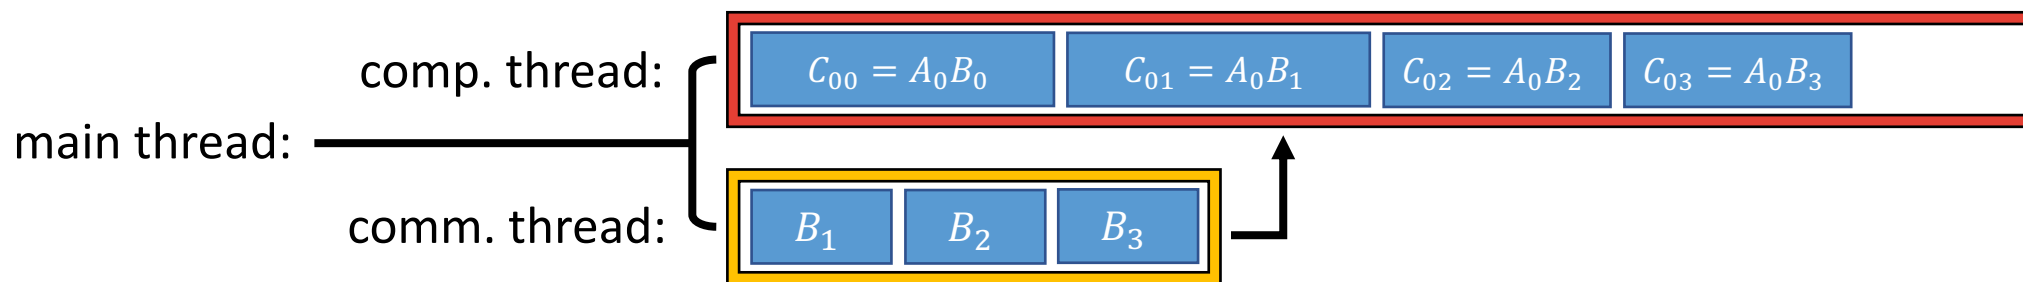 comp. thread:
C₀₀ = A₀B₀
C₀₁ = A₀B₁
C₀₂ = A₀B₂
C₀₃ = A₀B₃
main thread:
comm. thread:
B₁
B₂
B₃